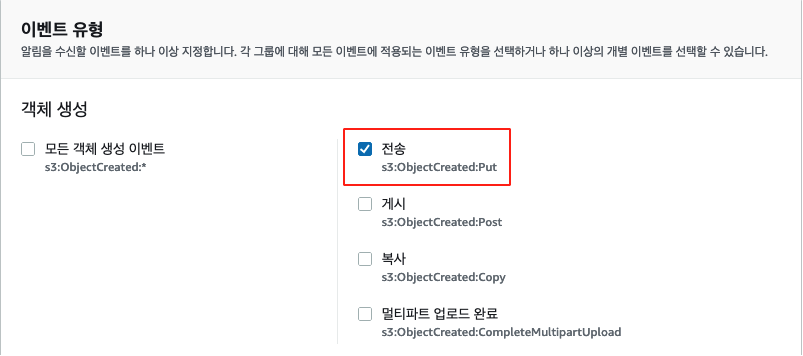 이벤트 유형
알림을 수신할 이벤트를 하나 이상 지정합니다. 각 그룹에 대해 모든 이벤트에 적용되는 이벤트 유형을 선택하거나 하나 이상의 개별 이벤트를 선택할 수 있습니다.
객체 생성
모든 객체 생성 이벤트
s3:ObjectCreated:*
전송
s3:ObjectCreated:Put
게시
s3:ObjectCreated:Post
복사
s3:ObjectCreated:Copy
멀티파트 업로드 완료
s3:ObjectCreated:CompleteMultipartUpload